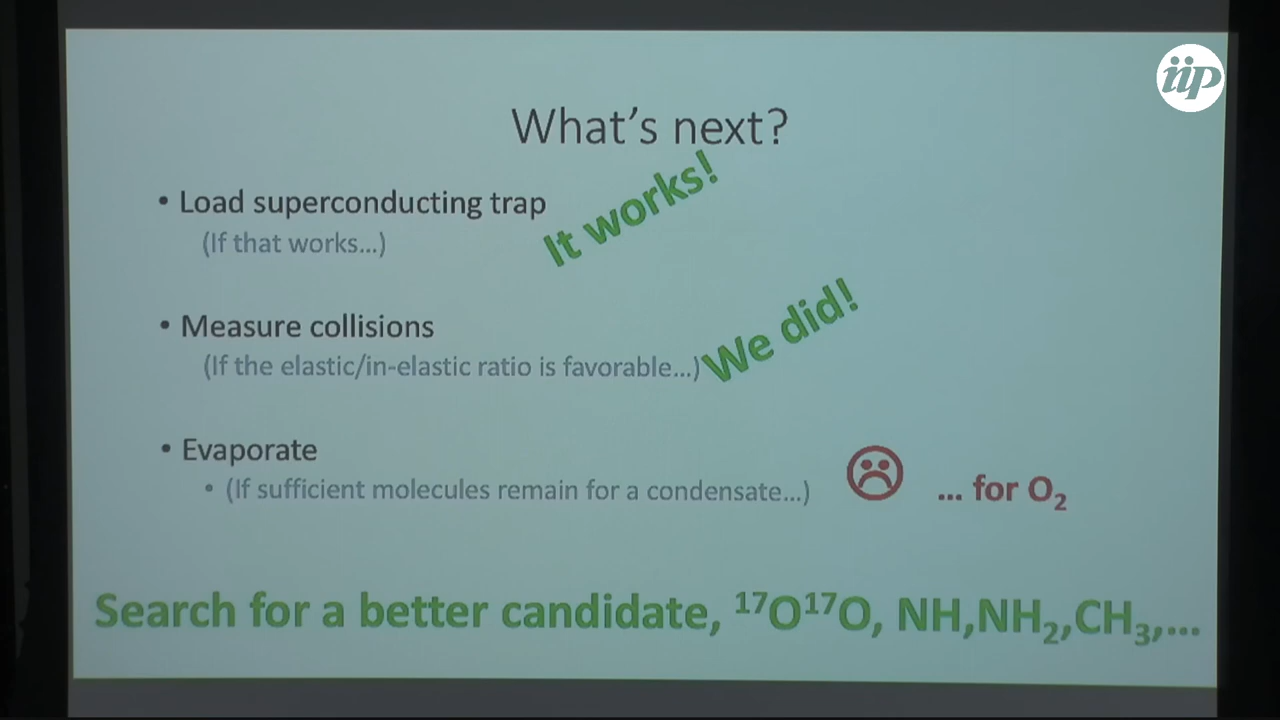 iip
What's next?
• Load superconducting trap
(If that works...)
It works!
• Measure collisions
(If the elastic/in-elastic ratio is favorable...)
We did!
• Evaporate
• (If sufficient molecules remain for a condensate...)
... for O₂
Search for a better candidate, ¹⁷O¹⁷O, NH,NH₂,CH₃,...